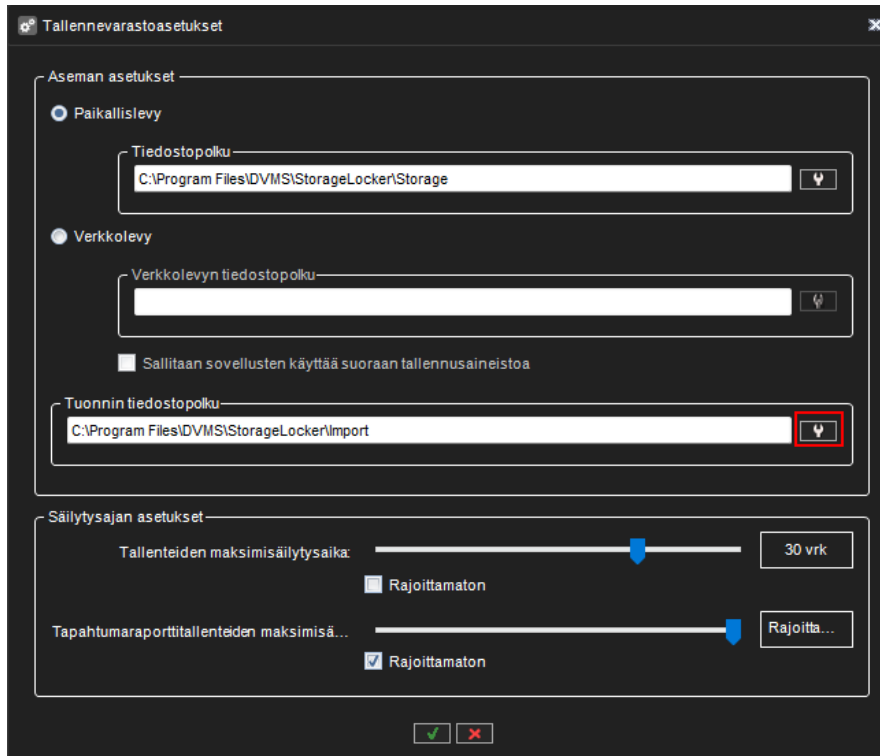 Tallennevarastoasetukset
Aseman asetukset
Paikallislevy
Tiedostopolku
C:\Program Files\DVMS\StorageLocker\Storage
Verkkolevy
Verkkolevyn tiedostopolku
Sallitaan sovellusten käyttää suoraan tallennusaineistoa
Tuonnin tiedostopolku
C:\Program Files\DVMS\StorageLocker\Import
Säilytysajan asetukset
Tallenteiden maksimisäilytysaika: 30 vrk
Rajoittamaton
Tapahtumaraporttitallenteiden maksimisä... Rajoitta...
Rajoittamaton